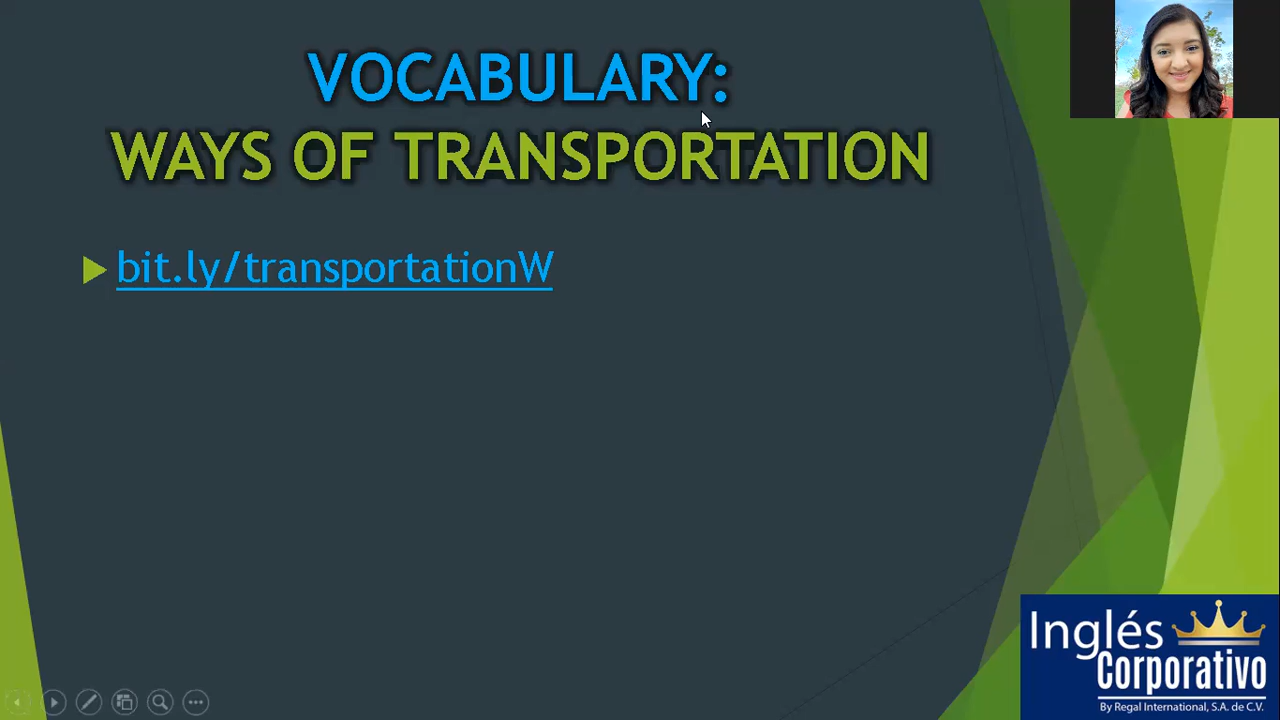 VOCABULARY:
WAYS OF TRANSPORTATION
bit.ly/transportationW
Inglés
Corporativo
By Regal International, S.A. de C.V.